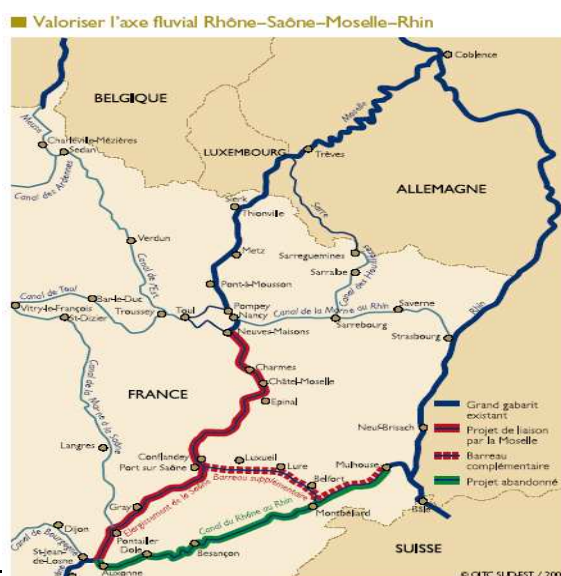 Valoriser l'axe fluvial Rhône-Saône-Moselle-Rhin
Coblence
BELGIQUE
Meuse
Moselle
Charleville-Mézières
Sedan
LUXEMBOURG
Trèves
Canal des Ardennes
ALLEMAGNE
Sierk
Thionville
Sarre
Verdun
Metz
Sarreguemines
Canal de l'Est
Sarralbe
Canal des Houillères
Pont-à-Mousson
Canal de Toul
Bar-le-Duc
Pompey
Canal de la Marne au Rhin
Saverne
Rhin
Vitry-le-François
St-Dizier
Troussey
Toul
Nancy
Sarrebourg
Neuves-Maisons
Strasbourg
Charmes
Châtel-Moselle
FRANCE
Epinal
Grand gabarit
existant
Canal de la Marne à la Saône
Projet de liaison
par la Moselle
Neuf-Brisach
Langres
Conflandey
Luxeuil
Barreau
complémentaire
Port sur Saône
Lure
Mulhouse
Barreau supplémentaire
Belfort
Projet abandonné
Elargissement de la Saône
Gray
Bâle
Montbéliard
Canal du Rhône au Rhin
Dijon
Pontailler
Canal de Bourgogne
Dole
Besançon
SUISSE
St-Jean-
de-Losne
Auxonne